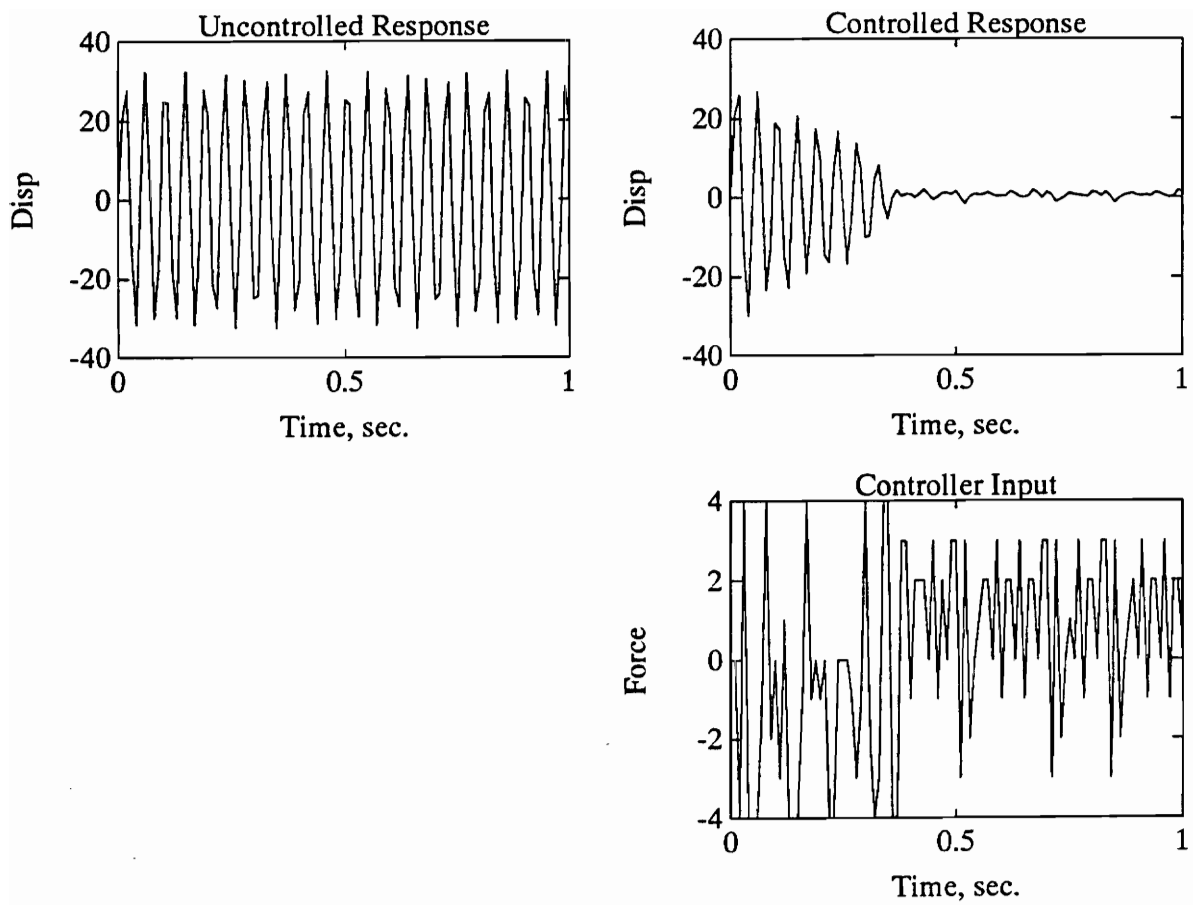 Uncontrolled Response
40
20
0
-20
-40
Disp
0 0.5 1
Time, sec.
Controlled Response
40
20
0
-20
-40
Disp
0 0.5 1
Time, sec.
Controller Input
4
2
0
-2
-4
Force
0 0.5 1
Time, sec.